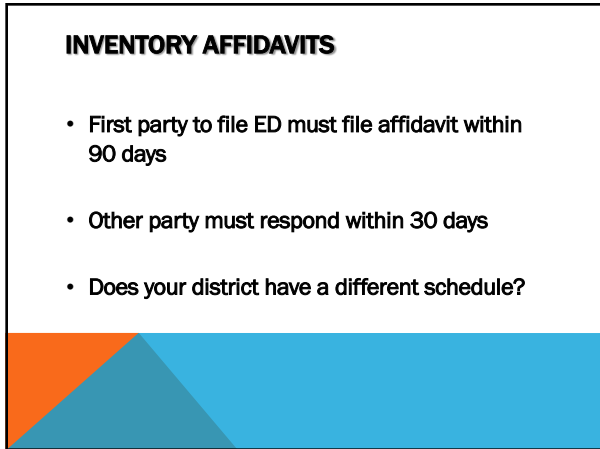 INVENTORY AFFIDAVITS
• First party to file ED must file affidavit within
90 days
• Other party must respond within 30 days
• Does your district have a different schedule?